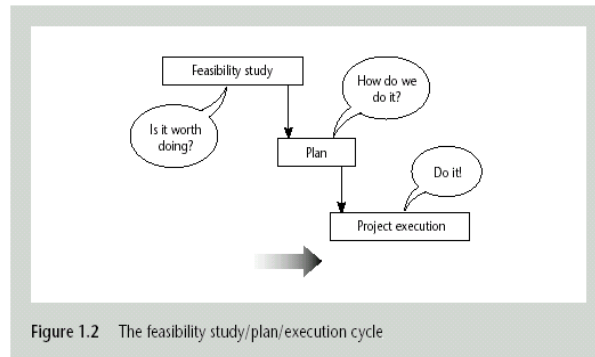 Feasibility study
Is it worth
doing?
How do we
do it?
Plan
Do it!
Project execution
Figure 1.2 The feasibility study/plan/execution cycle